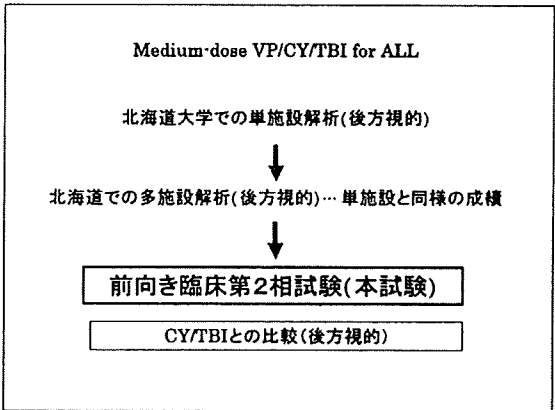 Medium-dose VP/CY/TBI for ALL
北海道大学での単施設解析(後方視的)
北海道での多施設解析(後方視的)… 単施設と同様の成績
前向き臨床第2相試験(本試験)
CY/TBIとの比較(後方視的)